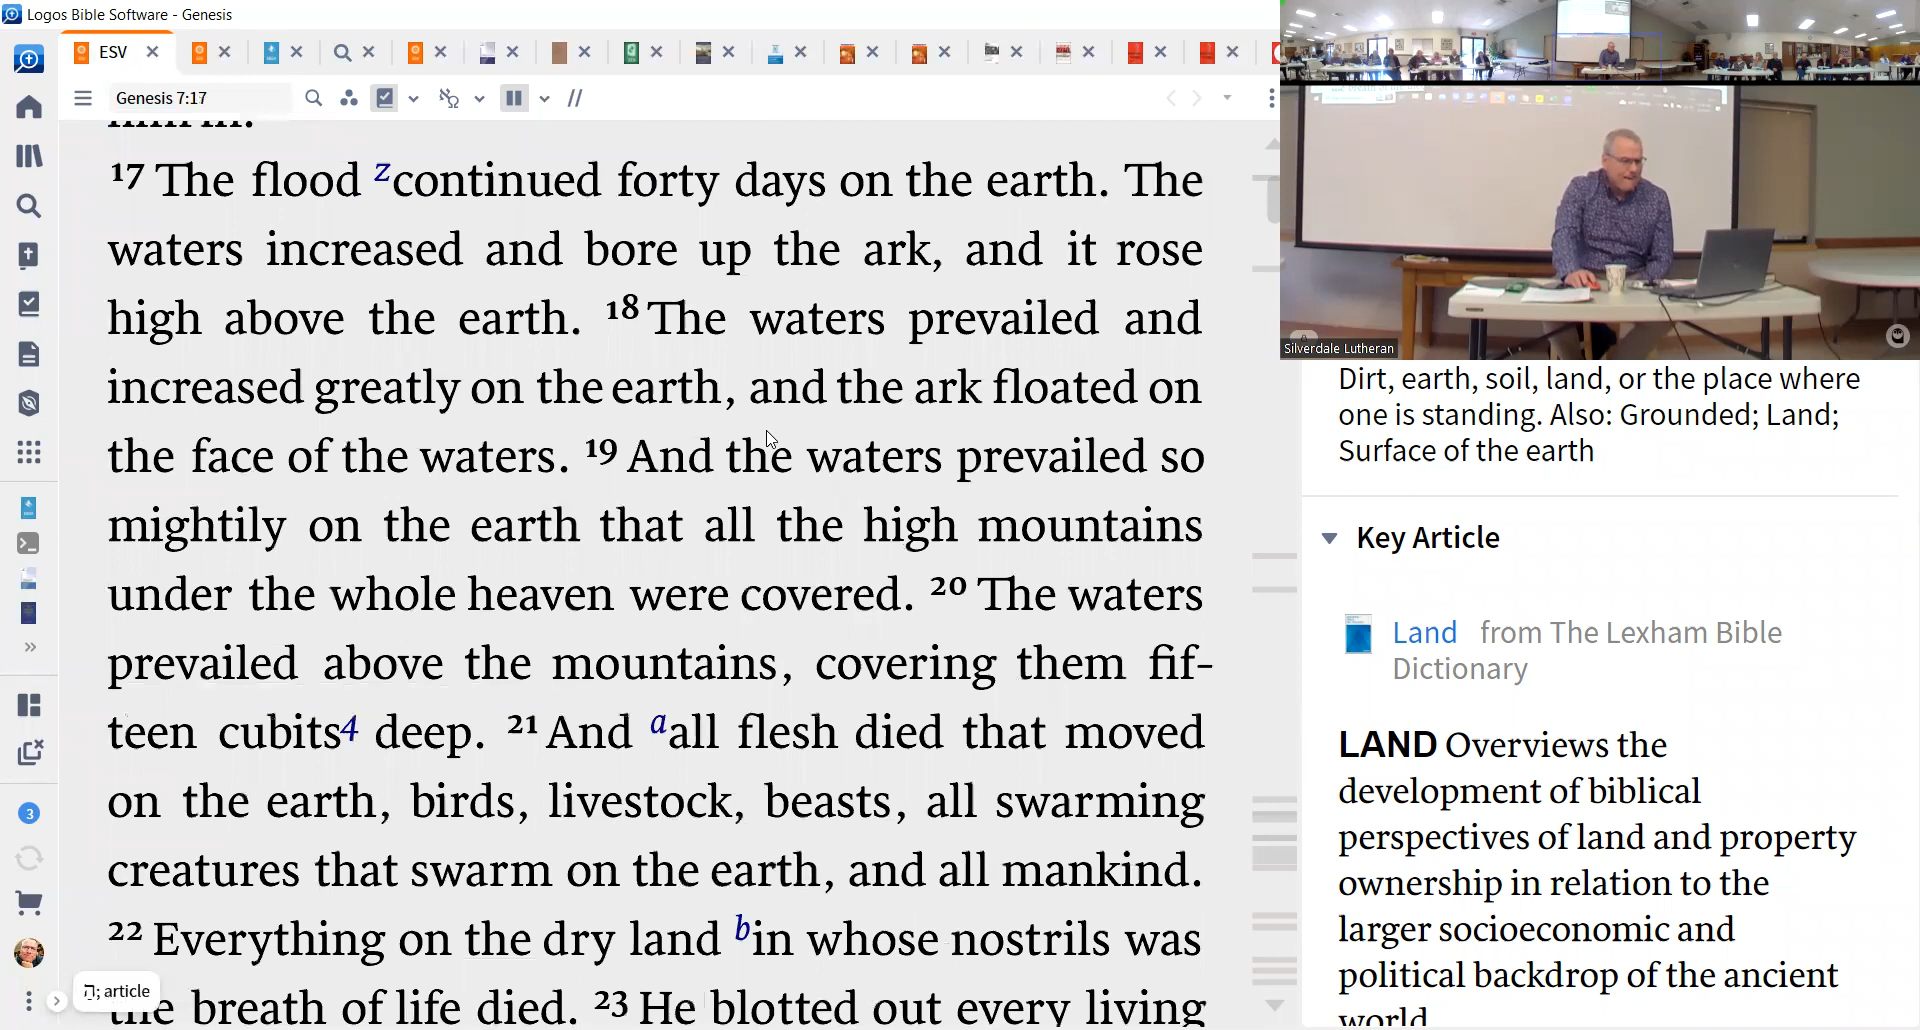 Logos Bible Software - Genesis
ESV
Genesis 7:17
him in.
17 The flood zcontinued forty days on the earth. The
waters increased and bore up the ark, and it rose
high above the earth. 18 The waters prevailed and
increased greatly on the earth, and the ark floated on
the face of the waters. 19 And the waters prevailed so
mightily on the earth that all the high mountains
under the whole heaven were covered. 20 The waters
prevailed above the mountains, covering them fif-
teen cubits4 deep. 21 And aall flesh died that moved
on the earth, birds, livestock, beasts, all swarming
creatures that swarm on the earth, and all mankind.
22 Everything on the dry land bin whose nostrils was
the breath of life died. 23 He blotted out every living
3
ה; article
Silverdale Lutheran
Dirt, earth, soil, land, or the place where
one is standing. Also: Grounded; Land;
Surface of the earth
Key Article
Land from The Lexham Bible
Dictionary
LAND Overviews the
development of biblical
perspectives of land and property
ownership in relation to the
larger socioeconomic and
political backdrop of the ancient
world